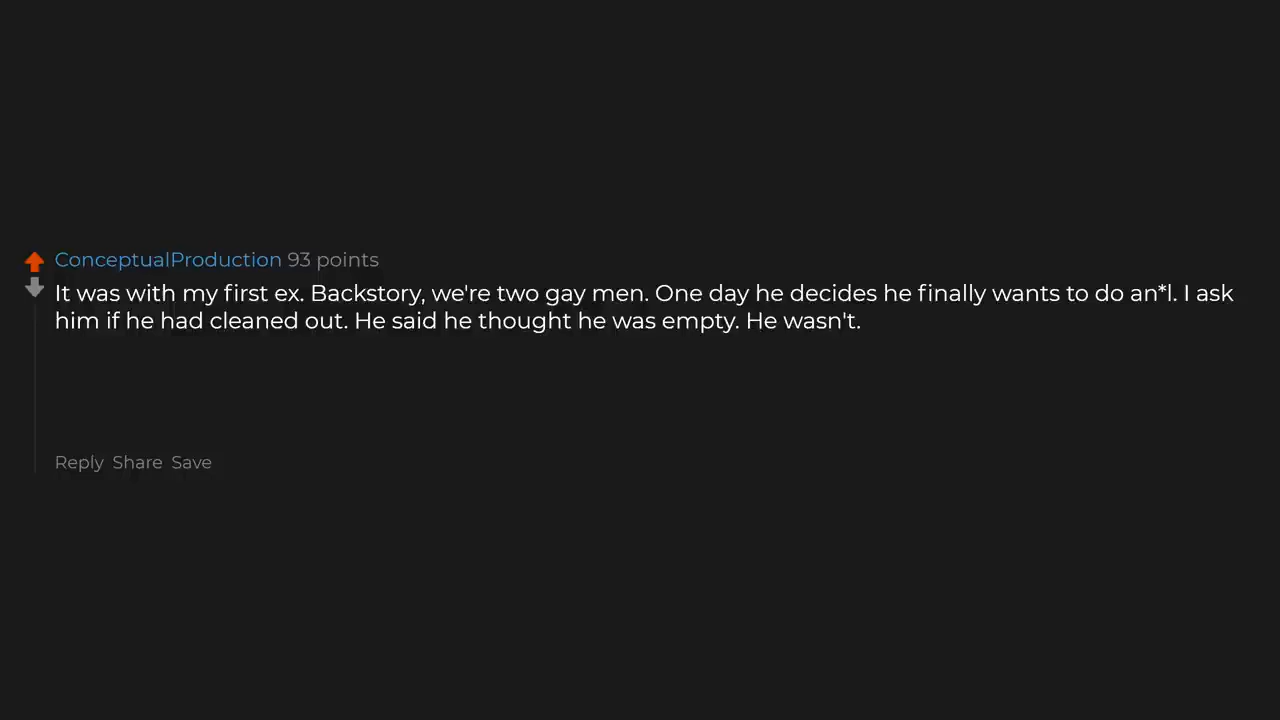 ConceptualProduction 93 points
It was with my first ex. Backstory, we're two gay men. One day he decides he finally wants to do an*l. I ask
him if he had cleaned out. He said he thought he was empty. He wasn't.
Reply Share Save